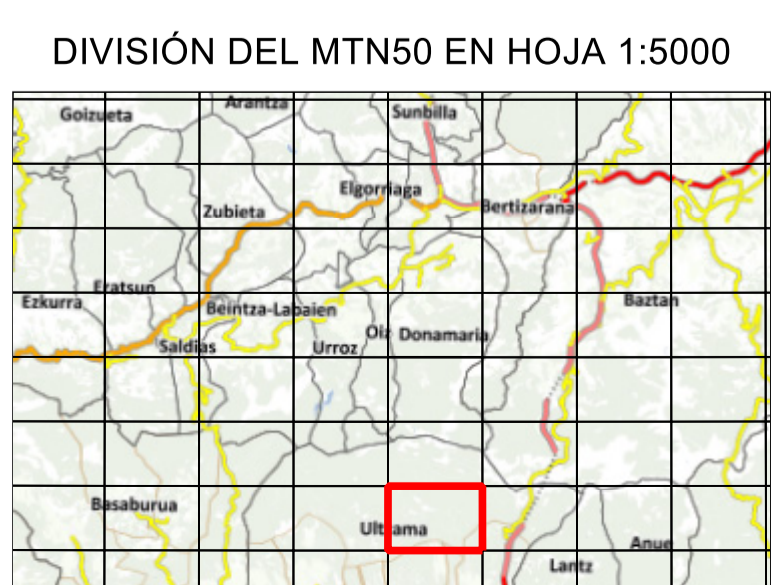 DIVISIÓN DEL MTN50 EN HOJA 1:5000
Arantza
Goizueta
Sunbilla
Elgorriaga
Zubieta
Bertizarana
Eratsun
Ezkurra
Beintza-Labaien
Baztan
Oiz
Donamaria
Saldias
Urroz
Basaburua
Ultzama
Anue
Lantz